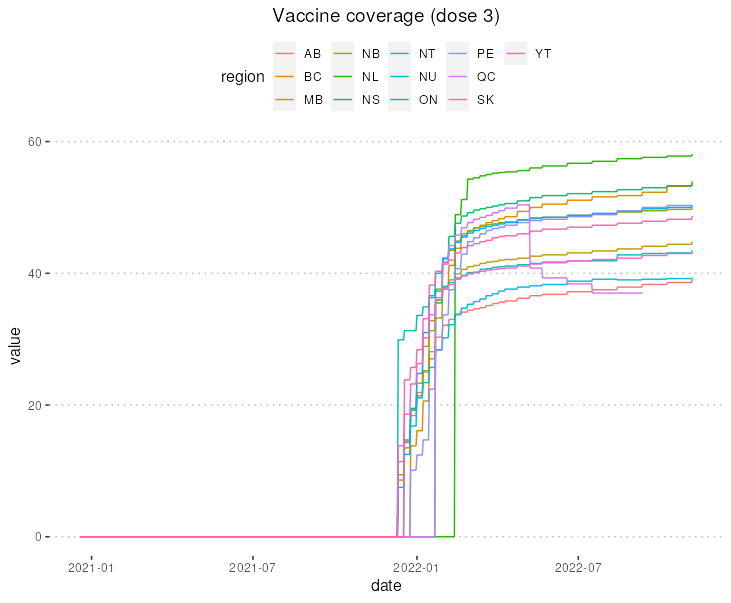 Vaccine coverage (dose 3)
region
AB NB NT PE YT
BC NL NU QC
MB NS ON SK
60
40
20
0
value
2021-01 2021-07 2022-01 2022-07
date